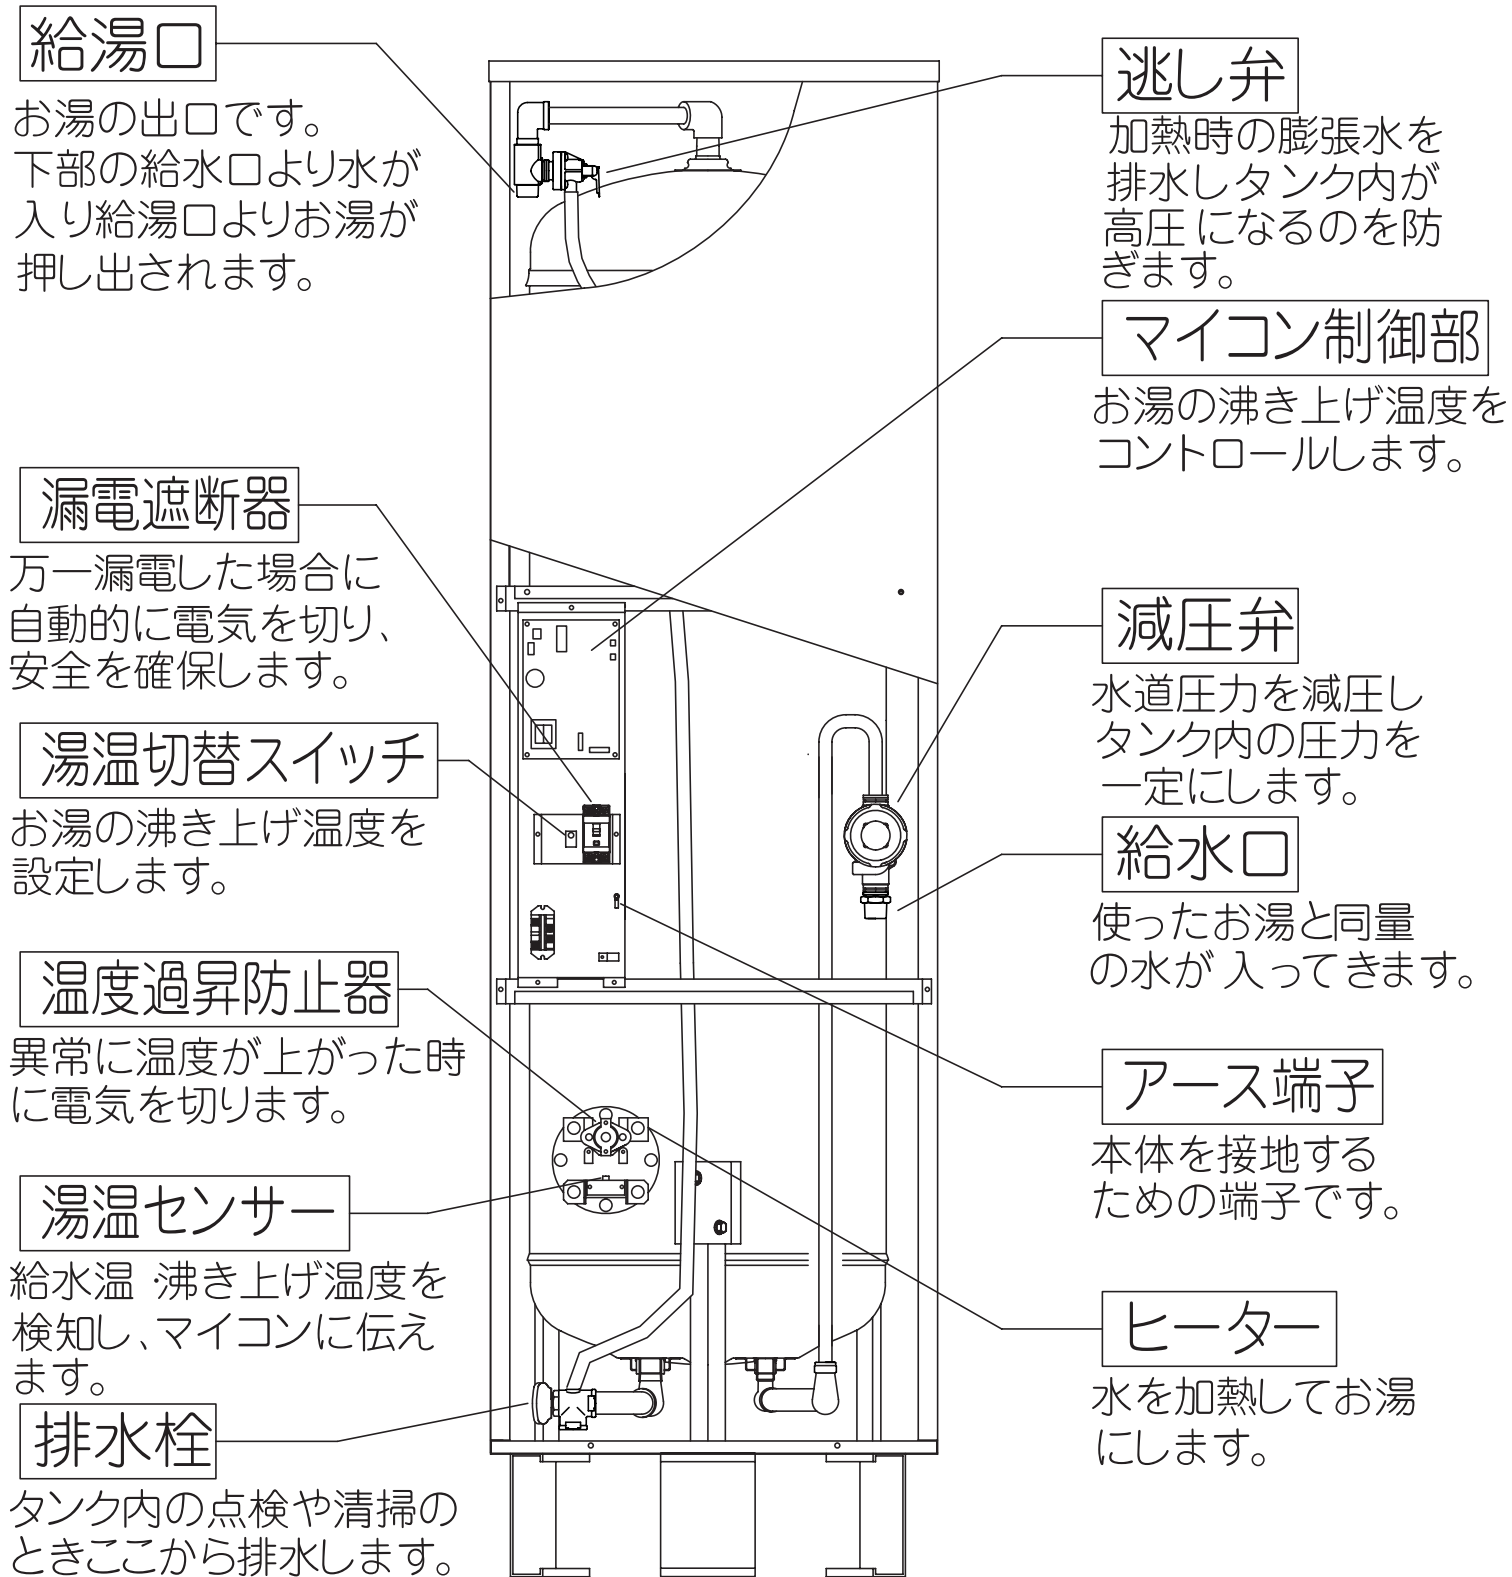 給湯口
お湯の出口です。
下部の給水口より水が
入り給湯口よりお湯が
押し出されます。
漏電遮断器
万一漏電した場合に
自動的に電気を切り、
安全を確保します。
湯温切替スイッチ
お湯の沸き上げ温度を
設定します。
温度過昇防止器
異常に温度が上がった時
に電気を切ります。
湯温センサー
給水温・沸き上げ温度を
検知し、マイコンに伝え
ます。
排水栓
タンク内の点検や清掃の
ときここから排水します。
逃し弁
加熱時の膨張水を
排水しタンク内が
高圧になるのを防
ぎます。
マイコン制御部
お湯の沸き上げ温度を
コントロールします。
減圧弁
水道圧力を減圧し
タンク内の圧力を
一定にします。
給水口
使ったお湯と同量
の水が入ってきます。
アース端子
本体を接地する
ための端子です。
ヒーター
水を加熱してお湯
にします。